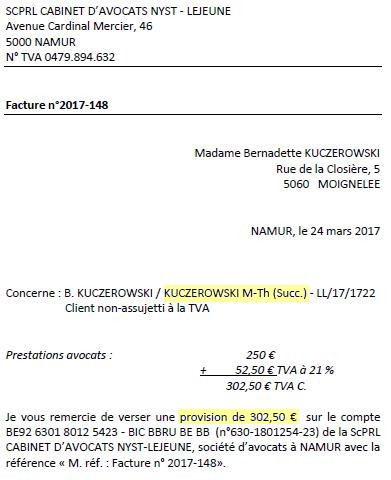 SCPRL CABINET D’AVOCATS NYST - LEJEUNE
Avenue Cardinal Mercier, 46
5000 NAMUR
N° TVA 0479.894.632
Facture n°2017-148
Madame Bernadette KUCZEROWSKI
Rue de la Closière, 5
5060 MOIGNELEE
NAMUR, le 24 mars 2017
Concerne : B. KUCZEROWSKI / KUCZEROWSKI M-Th (Succ.) - LL/17/1722
Client non-assujetti à la TVA
Prestations avocats : 250 €
+ 52,50 € TVA à 21 %
302,50 € TVA C.
Je vous remercie de verser une provision de 302,50 € sur le compte
BE92 6301 8012 5423 - BIC BBRU BE BB (n°630-1801254-23) de la ScPRL
CABINET D’AVOCATS NYST-LEJEUNE, société d’avocats à NAMUR avec la
référence « M. réf. : Facture n° 2017-148».